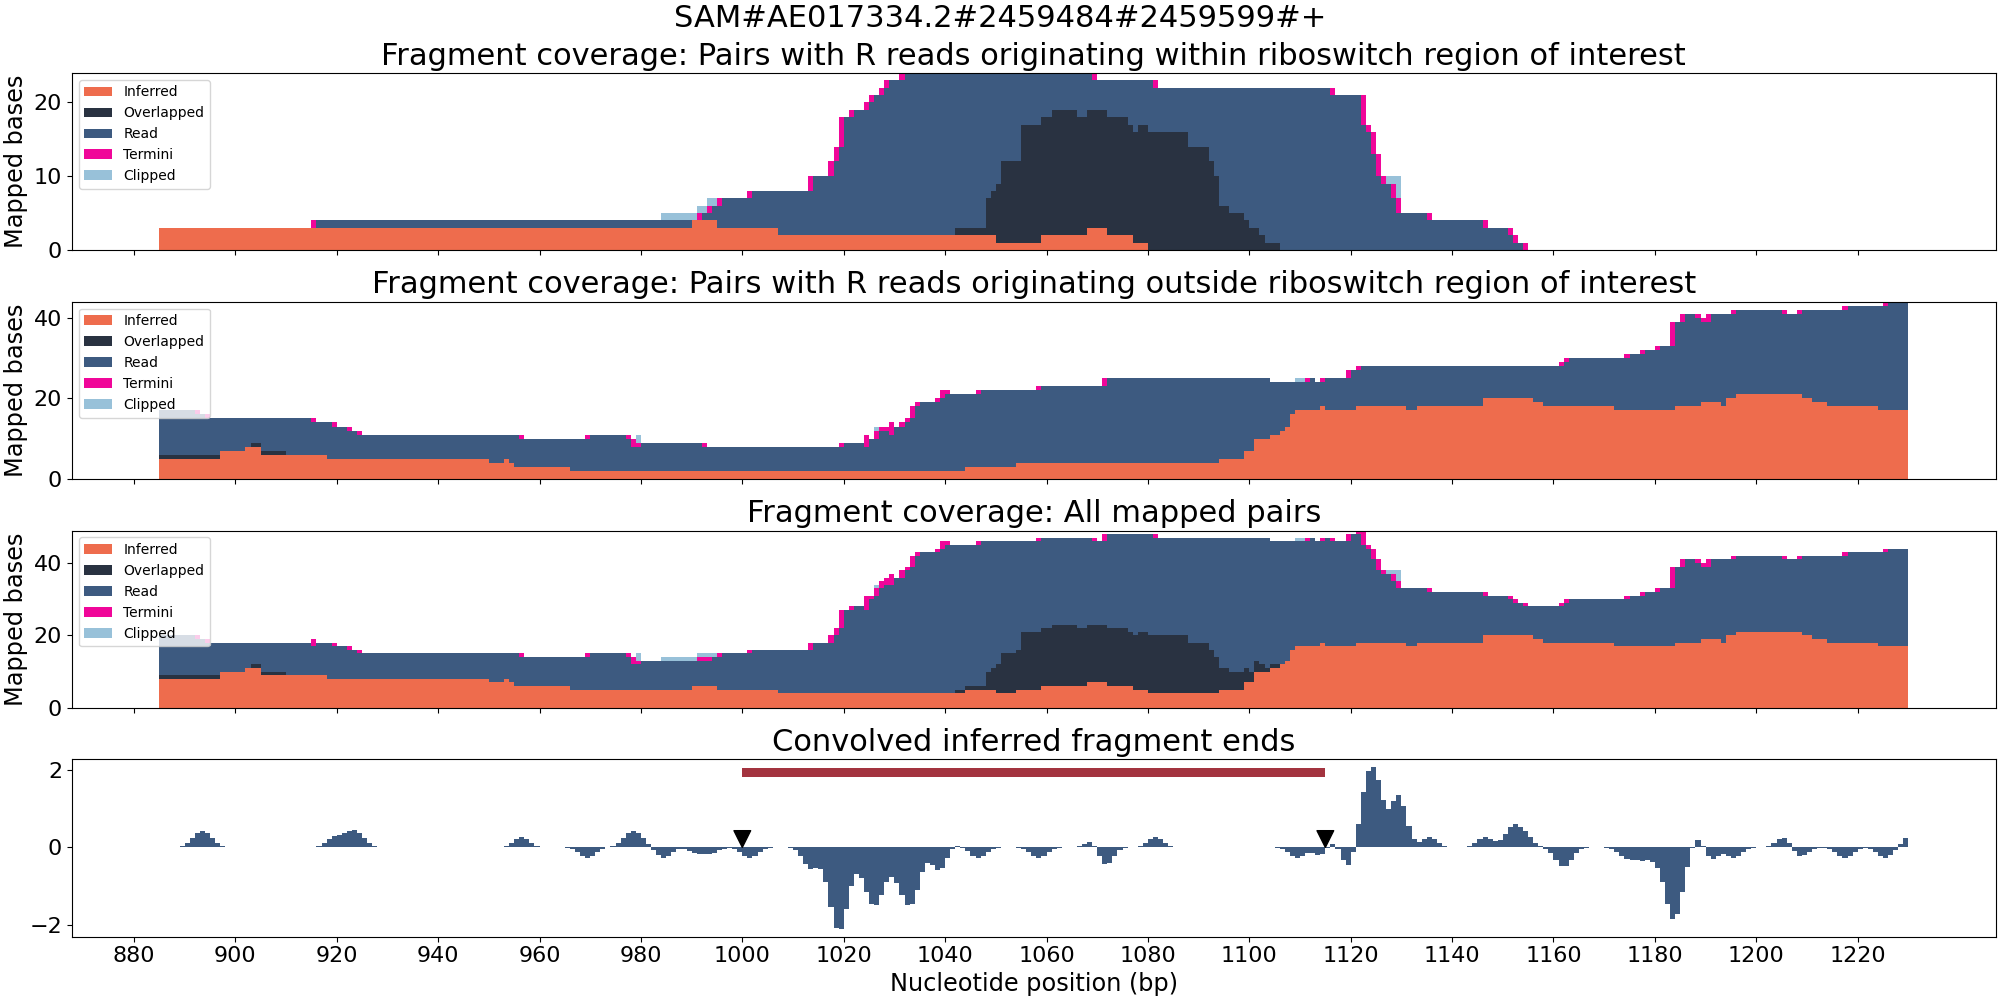 SAM#AE017334.2#2459484#2459599#+
Fragment coverage: Pairs with R reads originating within riboswitch region of interest
Mapped bases
20
10
0
Inferred
Overlapped
Read
Termini
Clipped
Fragment coverage: Pairs with R reads originating outside riboswitch region of interest
Mapped bases
40
20
0
Inferred
Overlapped
Read
Termini
Clipped
Fragment coverage: All mapped pairs
Mapped bases
40
20
0
Inferred
Overlapped
Read
Termini
Clipped
Convolved inferred fragment ends
2
0
−2
880 900 920 940 960 980 1000 1020 1040 1060 1080 1100 1120 1140 1160 1180 1200 1220
Nucleotide position (bp)